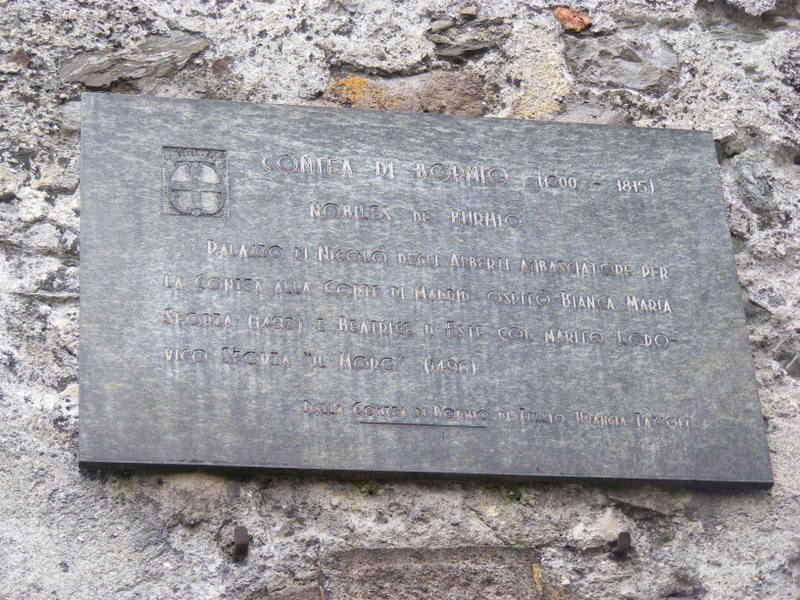 CONTEA DI BORMIO (1200 - 1815)
NOBILES DE BURMIO
PALAZZO DI NICOLÒ DEGLI ALBERTI AMBASCIATORE PER
LA CONTEA ALLA CORTE DI MADRID OSPITÒ BIANCA MARIA
SFORZA (1493) E BEATRICE D'ESTE COL MARITO LODO-
VICO SFORZA "IL MORO" (1496)
DALLA CONTEA DI BORMIO DI TULLIO URANGIA TAZZOLI